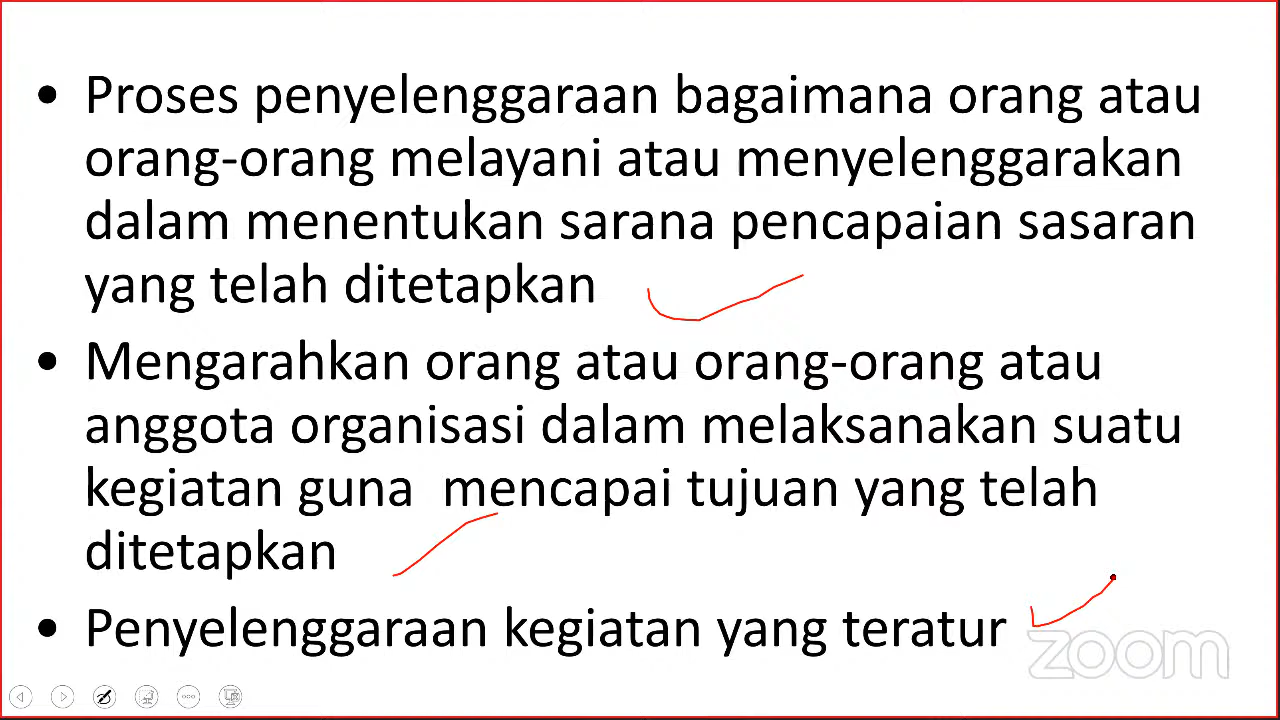 • Proses penyelenggaraan bagaimana orang atau
orang-orang melayani atau menyelenggarakan
dalam menentukan sarana pencapaian sasaran
yang telah ditetapkan
• Mengarahkan orang atau orang-orang atau
anggota organisasi dalam melaksanakan suatu
kegiatan guna  mencapai tujuan yang telah
ditetapkan
• Penyelenggaraan kegiatan yang teratur
zoom